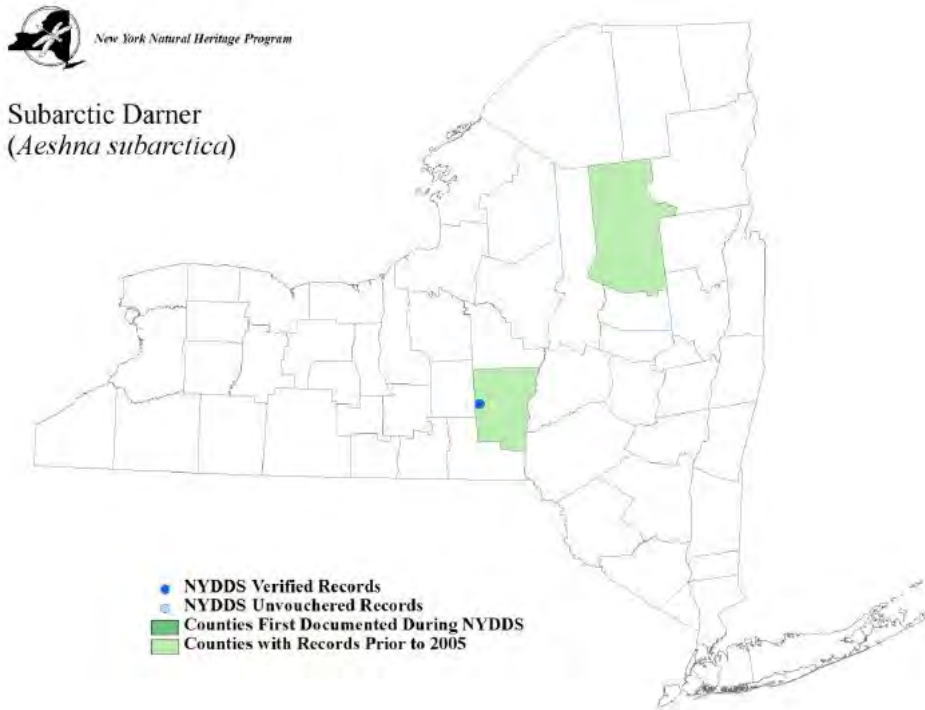 New York Natural Heritage Program
Subarctic Darner
(Aeshna subarctica)
NYDDS Verified Records
NYDDS Unvouchered Records
Counties First Documented During NYDDS
Counties with Records Prior to 2005